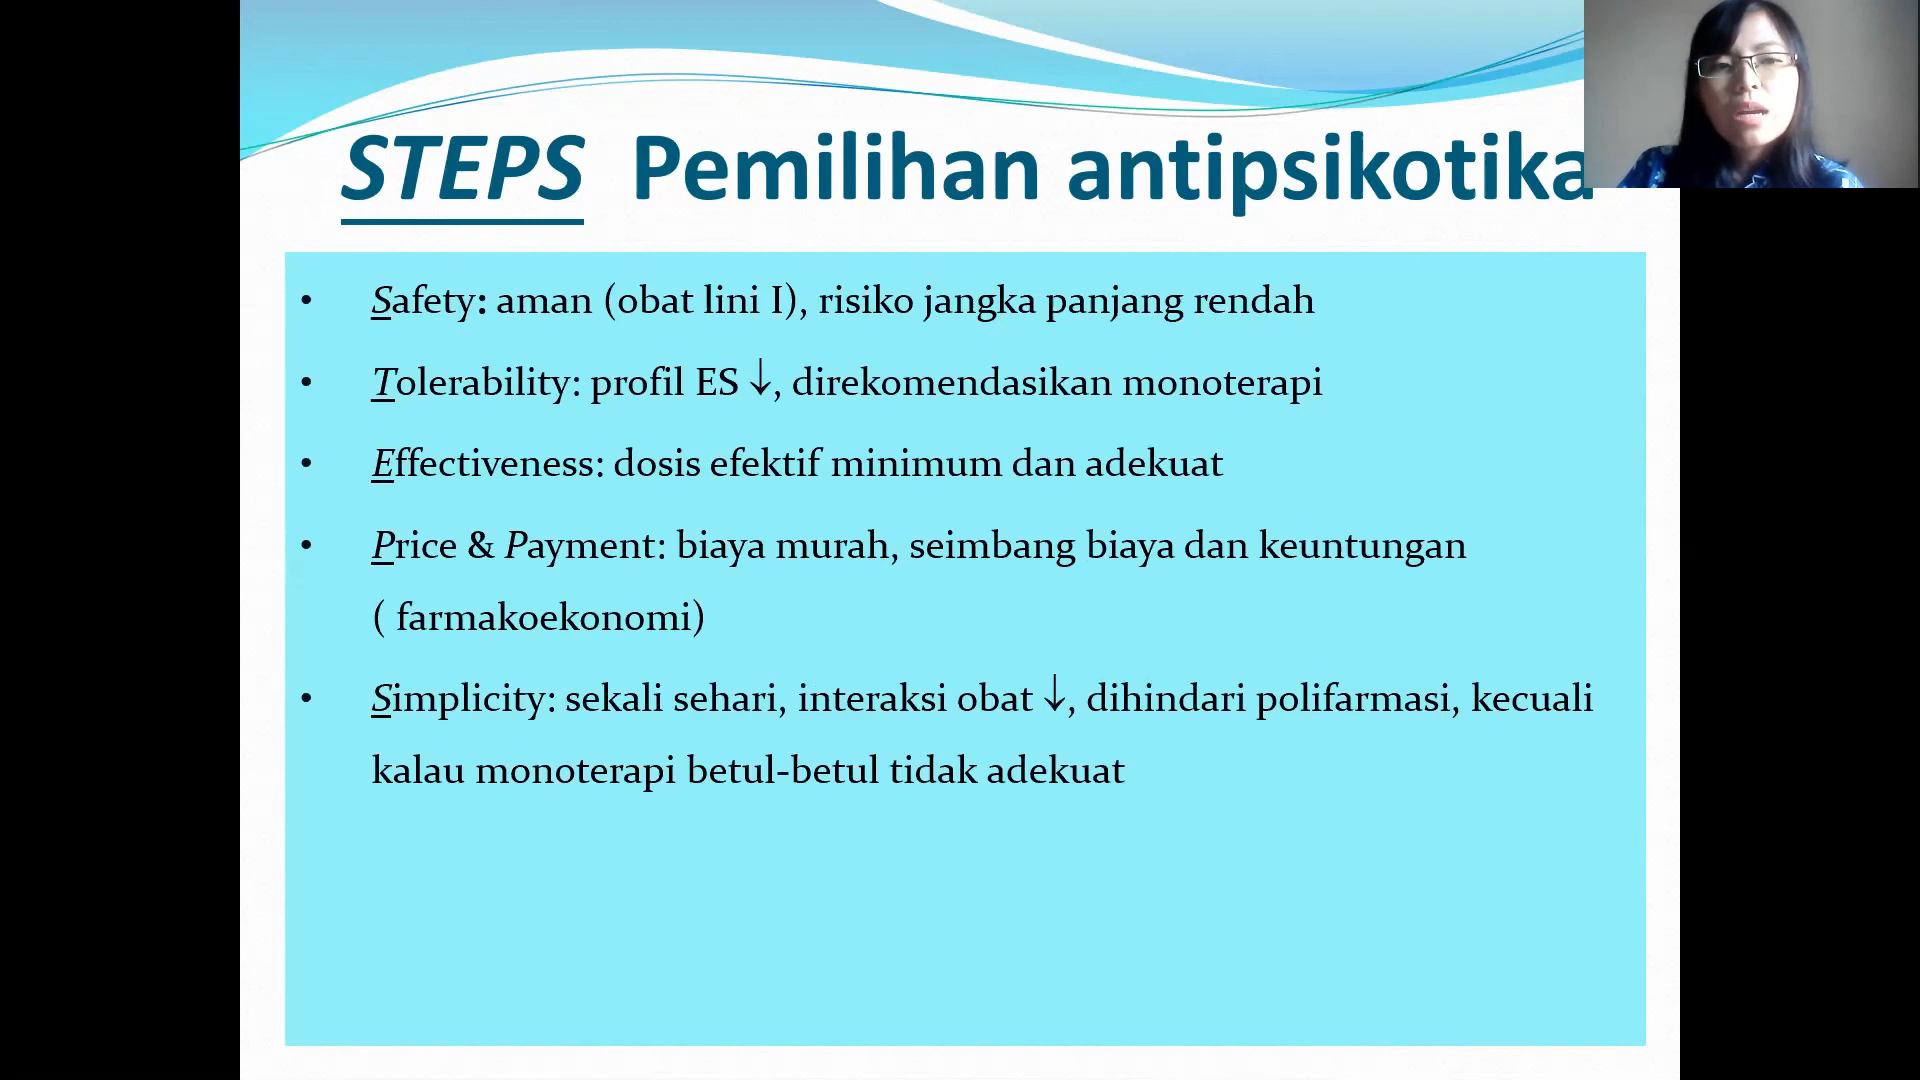 STEPS Pemilihan antipsikotika
• Safety: aman (obat lini I), risiko jangka panjang rendah
• Tolerability: profil ES ↓, direkomendasikan monoterapi
• Effectiveness: dosis efektif minimum dan adekuat
• Price & Payment: biaya murah, seimbang biaya dan keuntungan
( farmakoekonomi)
• Simplicity: sekali sehari, interaksi obat ↓, dihindari polifarmasi, kecuali
kalau monoterapi betul-betul tidak adekuat